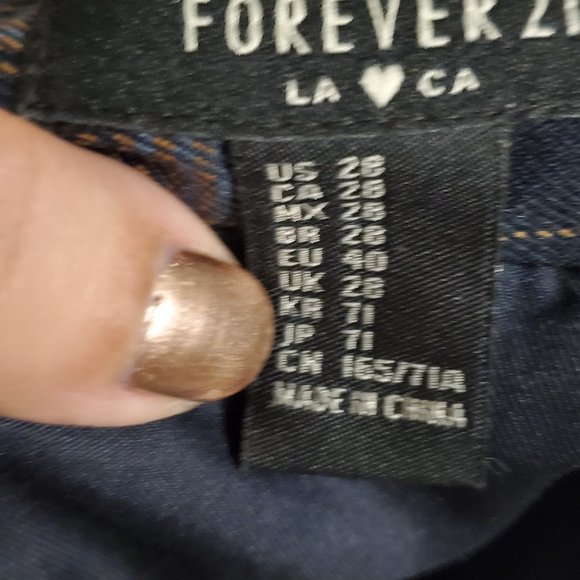 FOREVER 21
LA ♥ CA
US 28
CA 28
MX 28
BR 28
EU 40
UK 28
KR 71
JP 71
CN 165/71A
MADE IN CHINA